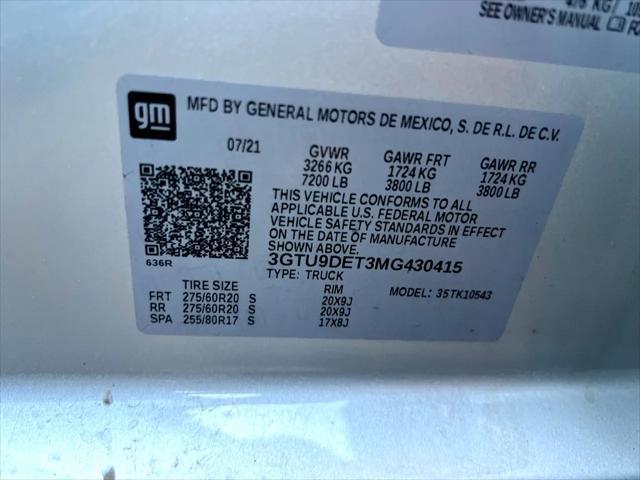 KG
SEE OWNER'S MANUAL
gm
MFD BY GENERAL MOTORS DE MEXICO, S. DE R.L. DE C.V.
07/21 GVWR GAWR FRT GAWR RR
3266 KG 1724 KG 1724 KG
7200 LB 3800 LB 3800 LB
THIS VEHICLE CONFORMS TO ALL
APPLICABLE U.S. FEDERAL MOTOR
VEHICLE SAFETY STANDARDS IN EFFECT
ON THE DATE OF MANUFACTURE
SHOWN ABOVE.
3GTU9DET3MG430415
636R TYPE: TRUCK
TIRE SIZE RIM MODEL: 35TK10543
FRT 275/60R20 S 20X9J
RR 275/60R20 S 20X9J
SPA 255/80R17 S 17X8J